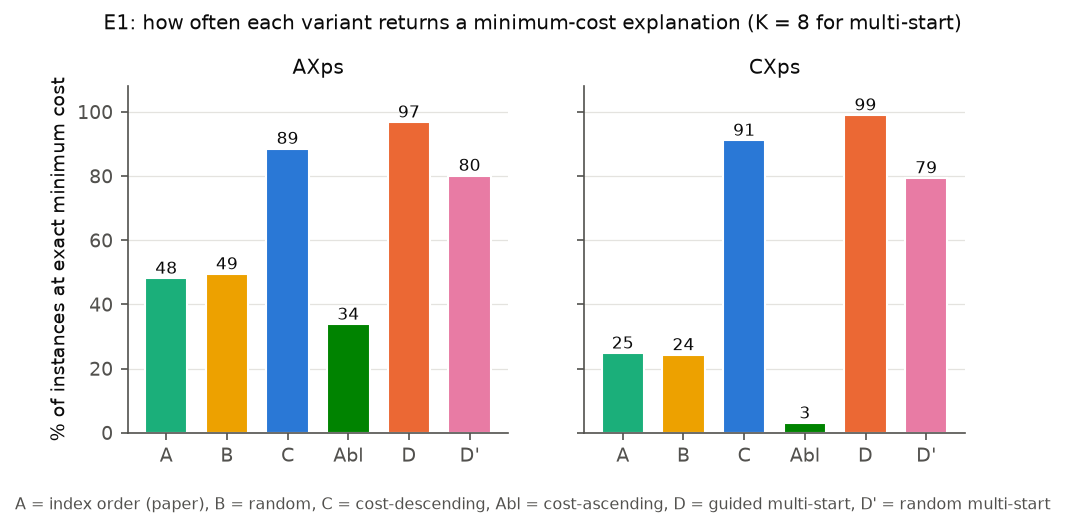 E1: how often each variant returns a minimum-cost explanation (K = 8 for multi-start)
AXps
% of instances at exact minimum cost
100
80
60
40
20
0
48
49
89
34
97
80
A B C Abl D D'
CXps
25
24
91
3
99
79
A B C Abl D D'
A = index order (paper), B = random, C = cost-descending, Abl = cost-ascending, D = guided multi-start, D' = random multi-start